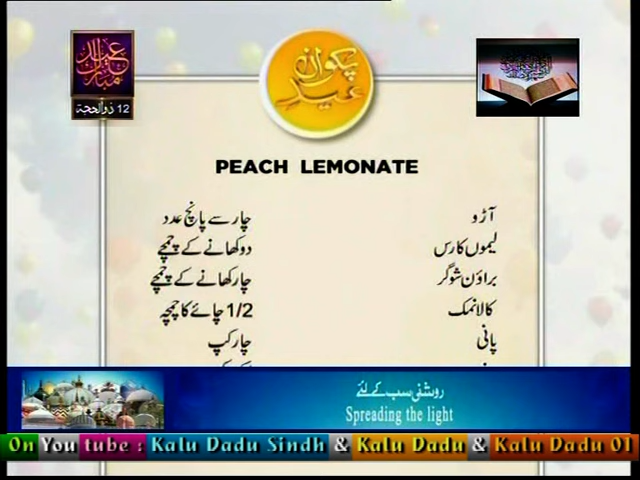 عید مبارک
12 ذوالحجۃ
پکوان عید
PEACH LEMONATE
آڑو چار سے پانچ عدد
لیموں کا رس دو کھانے کے چمچے
براؤن شوگر چار کھانے کے چمچے
کالا نمک 1/2 چائے کا چمچہ
پانی چار کپ
روشنی سب کے لئے
Spreading the light
On You tube : Kalu Dadu Sindh & Kalu Dadu & Kalu Dadu 01